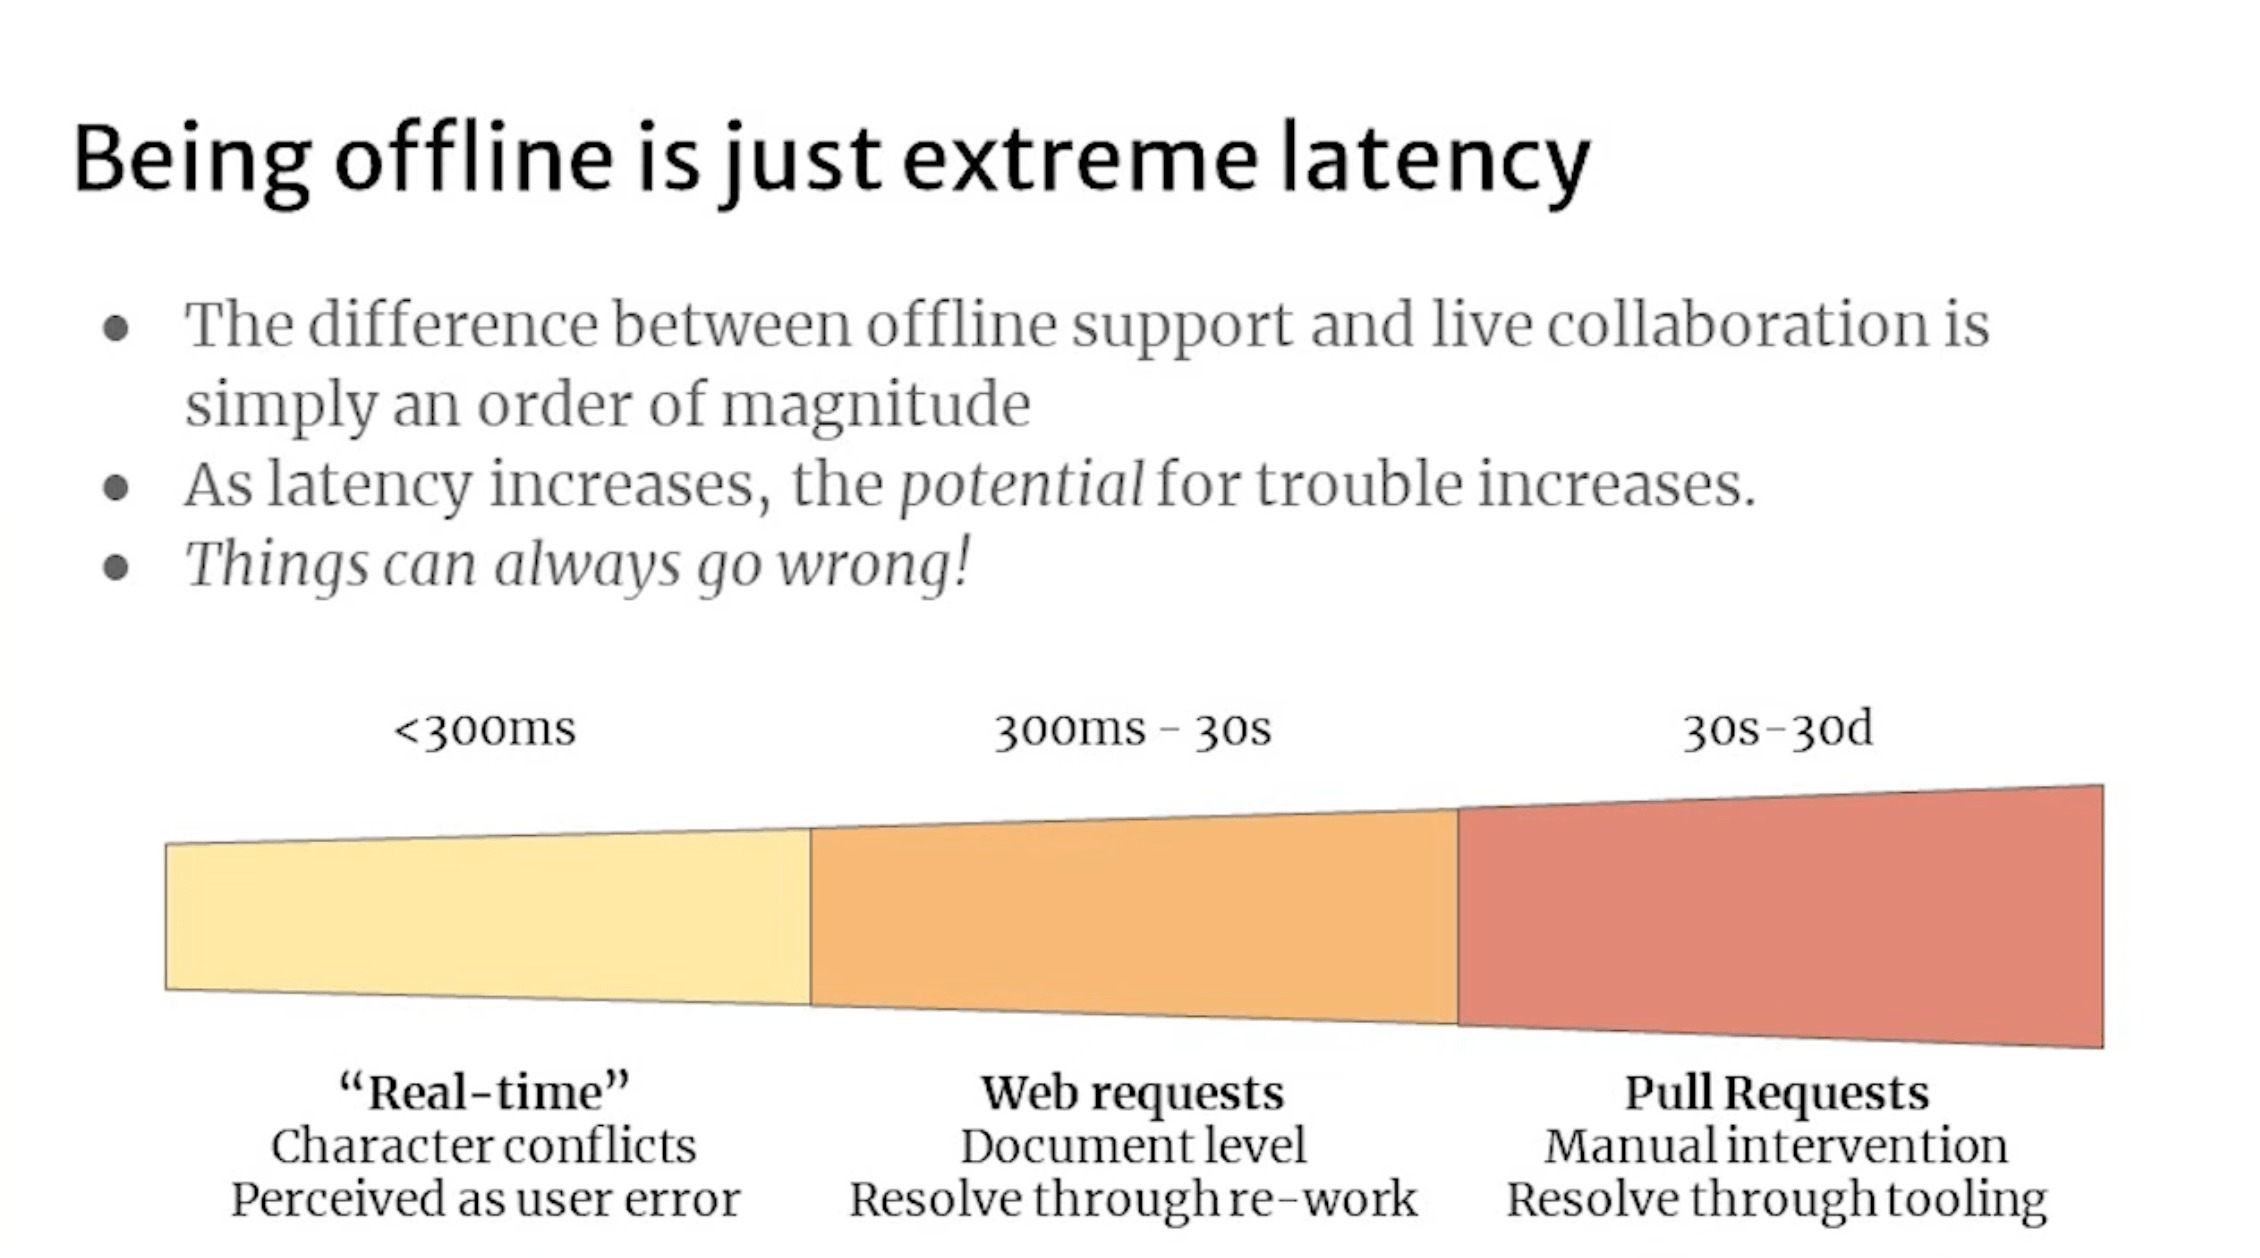 Being offline is just extreme latency
● The difference between offline support and live collaboration is
simply an order of magnitude
● As latency increases, the potential for trouble increases.
● Things can always go wrong!
<300ms
300ms – 30s
30s–30d
“Real-time”
Character conflicts
Perceived as user error
Web requests
Document level
Resolve through re-work
Pull Requests
Manual intervention
Resolve through tooling